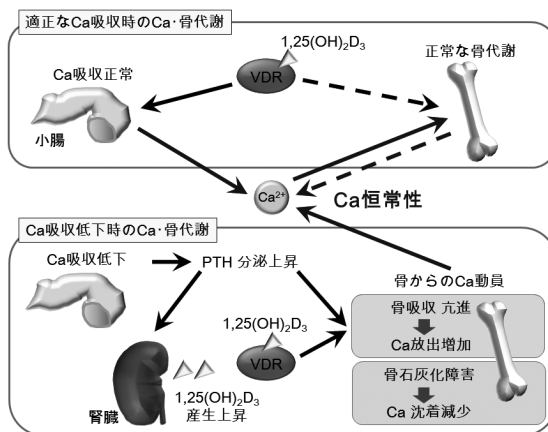 適正なCa吸収時のCa・骨代謝
1,25(OH)₂D₃
VDR
Ca吸収正常
正常な骨代謝
小腸
Ca²⁺
Ca恒常性
Ca吸収低下時のCa・骨代謝
Ca吸収低下
PTH 分泌上昇
骨からのCa動員
骨吸収 亢進
Ca放出増加
1,25(OH)₂D₃
VDR
骨石灰化障害
Ca 沈着減少
1,25(OH)₂D₃
産生上昇
腎臓